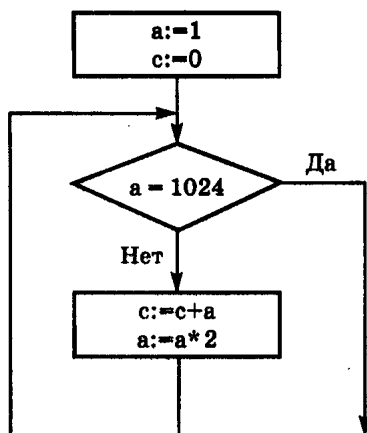 a:=1
c:=0
a = 1024
Да
Нет
c:=c+a
a:=a*2